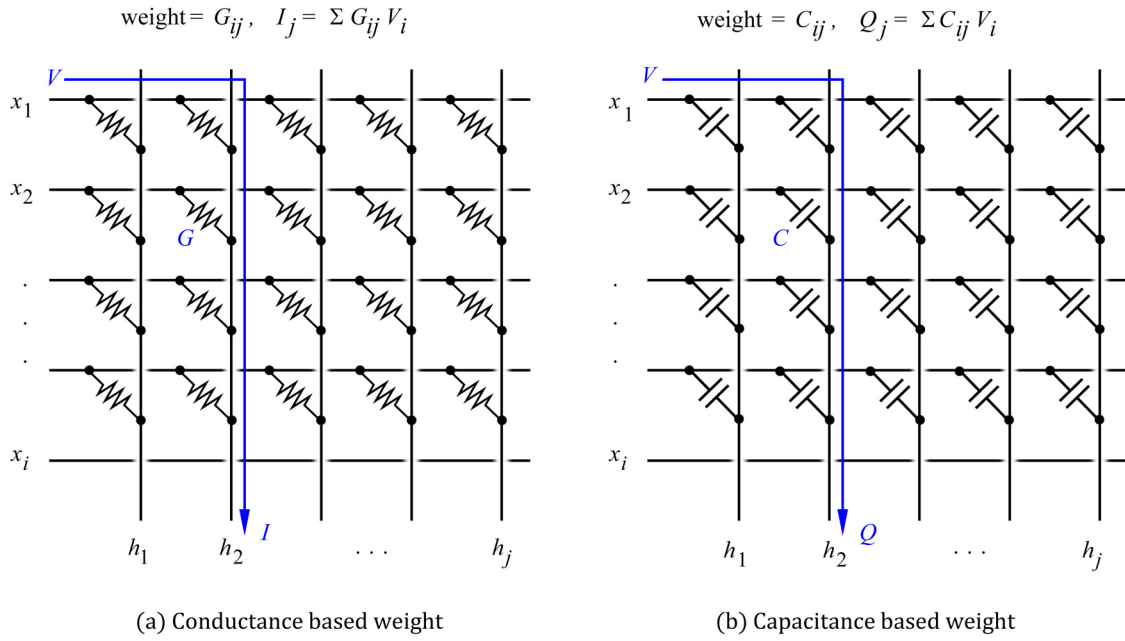 weight = G_ij , I_j = Σ G_ij V_i
V
x_1
x_2
G
.
.
.
x_i
I
h_1 h_2 . . . h_j
(a) Conductance based weight
weight = C_ij , Q_j = Σ C_ij V_i
V
x_1
x_2
C
.
.
.
x_i
Q
h_1 h_2 . . . h_j
(b) Capacitance based weight